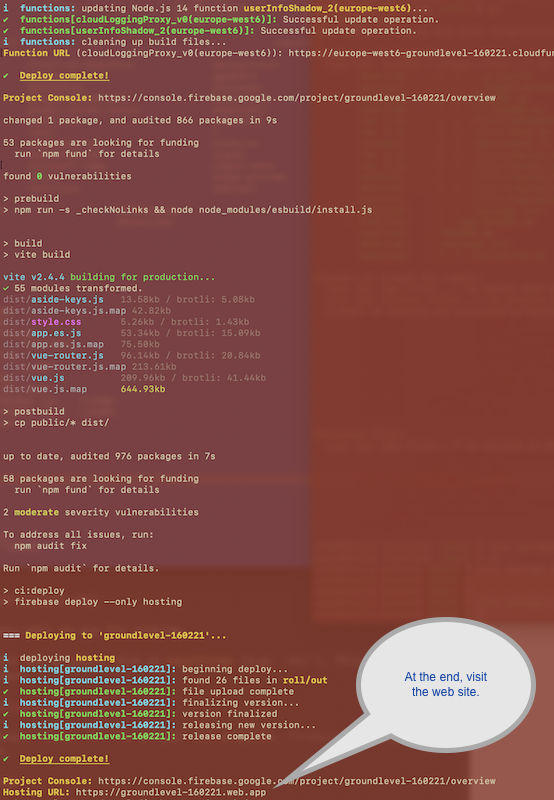 i  functions: updating Node.js 14 function userInfoShadow_2(europe-west6)...
✔  functions[cloudLoggingProxy_v0(europe-west6)]: Successful update operation.
✔  functions[userInfoShadow_2(europe-west6)]: Successful update operation.
i  functions: cleaning up build files...
Function URL (cloudLoggingProxy_v0(europe-west6)): https://europe-west6-groundlevel-160221.cloudfun
✔  Deploy complete!
Project Console: https://console.firebase.google.com/project/groundlevel-160221/overview
changed 1 package, and audited 866 packages in 9s
53 packages are looking for funding
  run `npm fund` for details
found 0 vulnerabilities
> prebuild
> npm run -s _checkNoLinks && node node_modules/esbuild/install.js
> build
> vite build
vite v2.4.4 building for production...
✓ 55 modules transformed.
dist/aside-keys.js   13.58kb / brotli: 5.08kb
dist/aside-keys.js.map 42.82kb
dist/style.css       5.26kb / brotli: 1.43kb
dist/app.es.js       53.34kb / brotli: 15.09kb
dist/app.es.js.map   75.50kb
dist/vue-router.js   96.14kb / brotli: 20.84kb
dist/vue-router.js.map 213.61kb
dist/vue.js          209.96kb / brotli: 41.44kb
dist/vue.js.map      644.93kb
> postbuild
> cp public/* dist/
up to date, audited 976 packages in 7s
58 packages are looking for funding
  run `npm fund` for details
2 moderate severity vulnerabilities
To address all issues, run:
  npm audit fix
Run `npm audit` for details.
> ci:deploy
> firebase deploy --only hosting
=== Deploying to 'groundlevel-160221'...
i  deploying hosting
i  hosting[groundlevel-160221]: beginning deploy...
i  hosting[groundlevel-160221]: found 26 files in roll/out
✔  hosting[groundlevel-160221]: file upload complete
i  hosting[groundlevel-160221]: finalizing version...
✔  hosting[groundlevel-160221]: version finalized
i  hosting[groundlevel-160221]: releasing new version...
✔  hosting[groundlevel-160221]: release complete
At the end, visit
the web site.
✔  Deploy complete!
Project Console: https://console.firebase.google.com/project/groundlevel-160221/overview
Hosting URL: https://groundlevel-160221.web.app